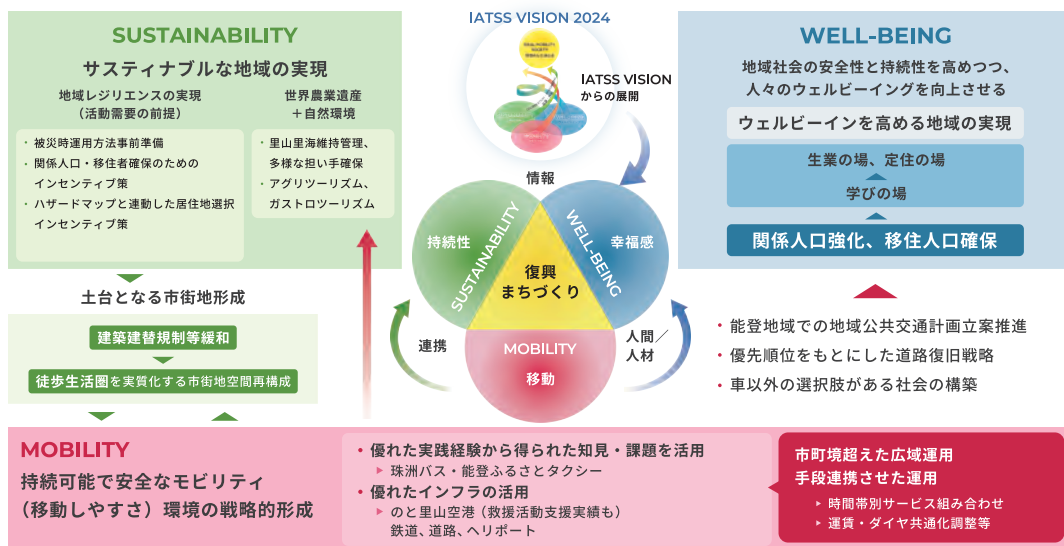 SUSTAINABILITY
サスティナブルな地域の実現
地域レジリエンスの実現
（活動需要の前提）
・被災時運用方法事前準備
・関係人口・移住者確保のための
インセンティブ策
・ハザードマップと連動した居住地選択
インセンティブ策
世界農業遺産
＋自然環境
・里山里海維持管理、
多様な担い手確保
・アグリツーリズム、
ガストロツーリズム
土台となる市街地形成
建築建替規制等緩和
徒歩生活圏を実質化する市街地空間再構成
IATSS VISION 2024
IATSS VISION
からの展開
情報
持続性
SUSTAINABILITY
WELL-BEING
幸福感
復興
まちづくり
連携
人間／
人材
MOBILITY
移動
WELL-BEING
地域社会の安全性と持続性を高めつつ、
人々のウェルビーイングを向上させる
ウェルビーインを高める地域の実現
生業の場、定住の場
学びの場
関係人口強化、移住人口確保
・能登地域での地域公共交通計画立案推進
・優先順位をもとにした道路復旧戦略
・車以外の選択肢がある社会の構築
MOBILITY
持続可能で安全なモビリティ
（移動しやすさ）環境の戦略的形成
・優れた実践経験から得られた知見・課題を活用
▶ 珠洲バス・能登ふるさとタクシー
・優れたインフラの活用
▶ のと里山空港（救援活動支援実績も）
鉄道、道路、ヘリポート
市町境超えた広域運用
手段連携させた運用
▶ 時間帯別サービス組み合わせ
▶ 運賃・ダイヤ共通化調整等